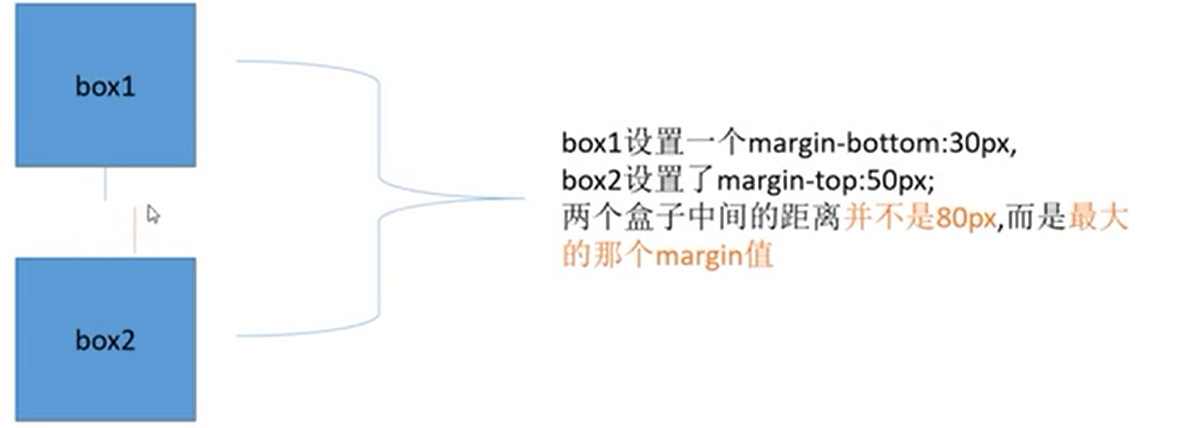 box1
box1设置一个margin-bottom:30px,
box2设置了margin-top:50px;
两个盒子中间的距离并不是80px,而是最大
的那个margin值
box2